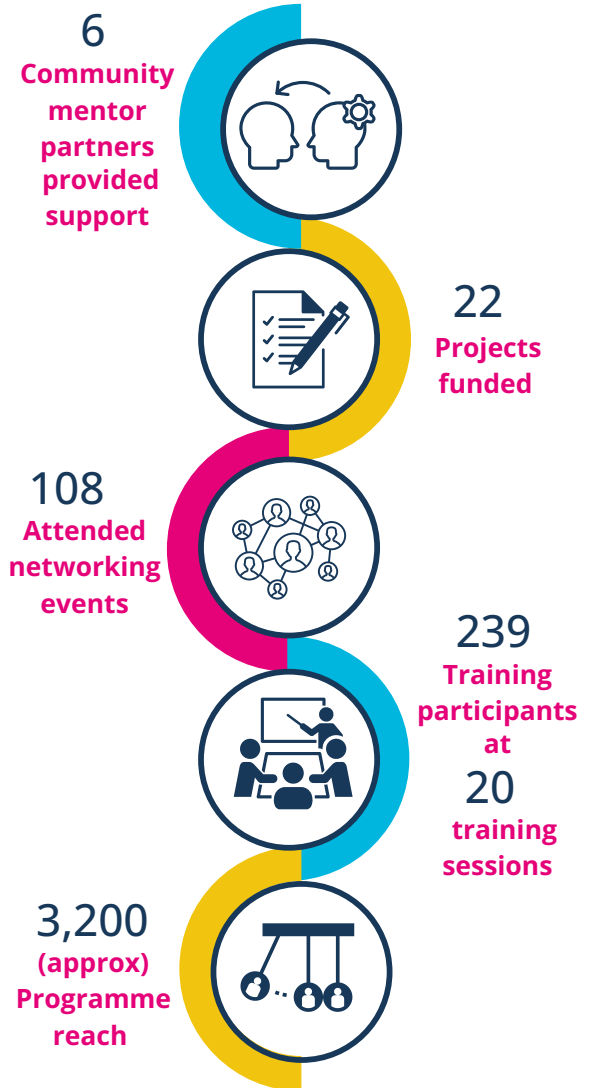 6
Community
mentor
partners
provided
support
22
Projects
funded
108
Attended
networking
events
239
Training
participants
at
20
training
sessions
3,200
(approx)
Programme
reach